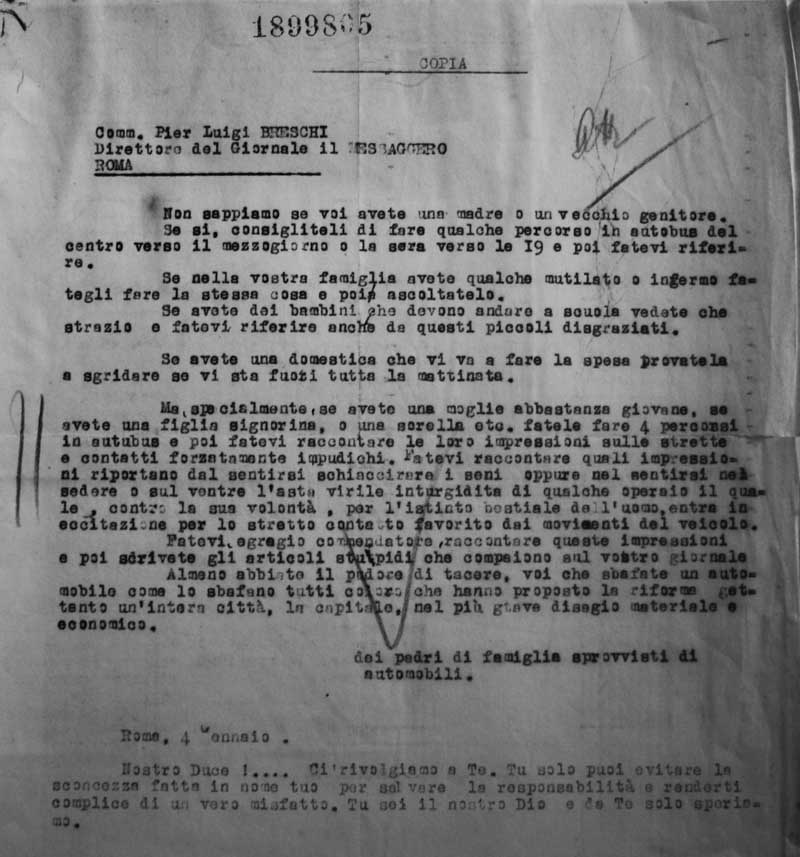 1899865
COPIA
Comm. Pier Luigi BRESCHI
Direttore del Giornale il MESSAGGERO
ROMA
Non sappiamo se voi avete una madre o un vecchio genitore.
Se si, consigliteli di fare qualche percorso in autobus del
centro verso il mezzogiorno o la sera verso le I9 e poi fatevi riferi=
re.
Se nella vostra famiglia avete qualche mutilato o infermo fa=
tegli fare la stessa cosa e poi ascoltatelo.
Se avete dei bambini che devono andare a scuola vedete che
strazio e fatevi riferire anche da questi piccoli disgraziati.
Se avete una domestica che vi va a fare la spesa provatela
a sgridare se vi sta fuori tutta la mattinata.
Ma, specialmente, se avete una moglie abbastanza giovane, se
avete una figlia signorina, o una sorella etc. fatele fare 4 percorsi
in autubus e poi fatevi raccontare le loro impressioni sulle strette
e contatti forzatamente impudichi. Fatevi raccontare quali impressio=
ni riportano dal sentirsi schiacciare i seni oppure nel sentirsi nel
sedere o sul ventre l'asta virile inturgidita di qualche operaio il qua=
le , contro la sua volontà , per l'istinto bestiale dell'uomo, entra in
eccitazione per lo stretto contatto favorito dai movimenti del veicolo.
Fatevi, egregio commendatore, raccontare queste impressioni
e poi sdrivete gli articoli stupidi che compaiono sul vostro giornale
Almeno abbiate il pudore di tacere, voi che sbafate un auto=
mobile come lo sbafano tutti coloro che hanno proposto la riforma get=
tento un'intera città, la capitale, nel più grave disagio materiale e
economico.
dei padri di famiglia sprovvisti di
automobili.
Roma, 4 Gennaio .
Nostro Duce !.... Ci'rivolgiamo a Te. Tu solo puoi evitare la
sconcezza fatta in nome tuo per salvare la responsabilità e renderti
complice di un vero misfatto. Tu sei il nostro Dio e da Te solo speria=
mo.